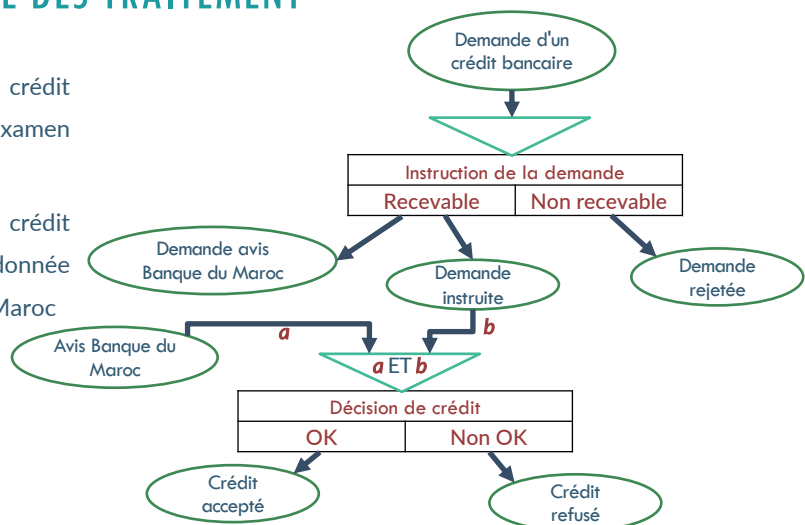 E DES TRAITEMENT
crédit
xamen
crédit
donnée
Maroc
Demande d'un
crédit bancaire
Instruction de la demande
Recevable
Non recevable
Demande avis
Banque du Maroc
Demande
instruite
Demande
rejetée
Avis Banque du
Maroc
a
b
a ET b
Décision de crédit
OK
Non OK
Crédit
accepté
Crédit
refusé